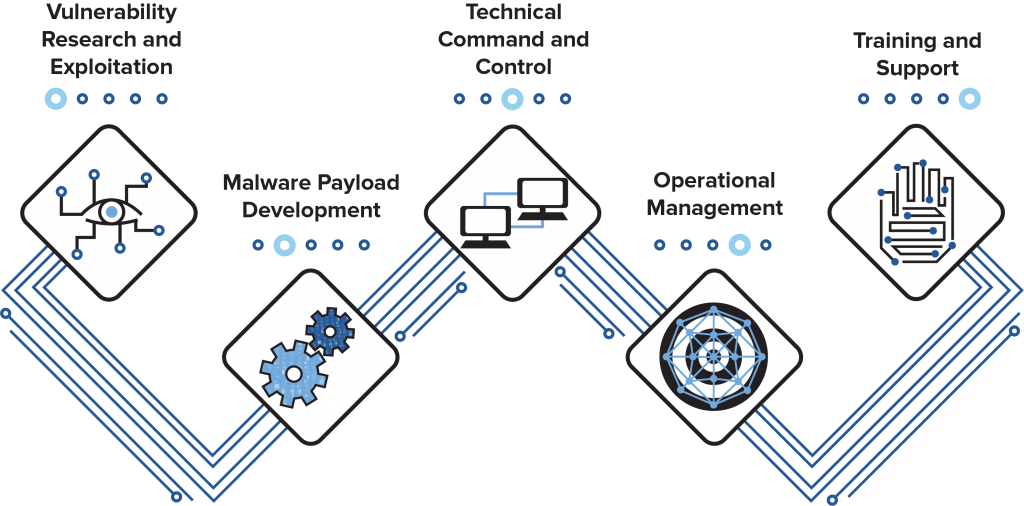 Vulnerability
Research and
Exploitation
Malware Payload
Development
Technical
Command and
Control
Operational
Management
Training and
Support